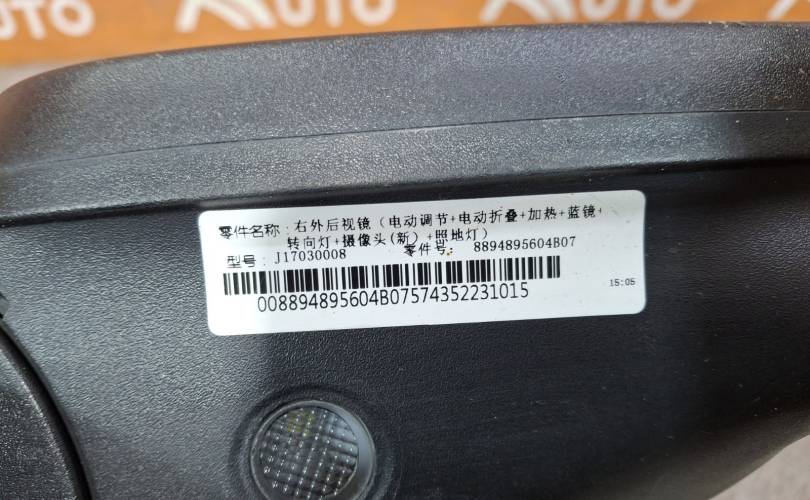 AUTO
AUTO
零件名称：右外后视镜（电动调节+电动折叠+加热+蓝镜+
转向灯+摄像头(新)+照地灯）
型号：J17030008 零件号：8894895604B07
008894895604B07574352231015
15:05